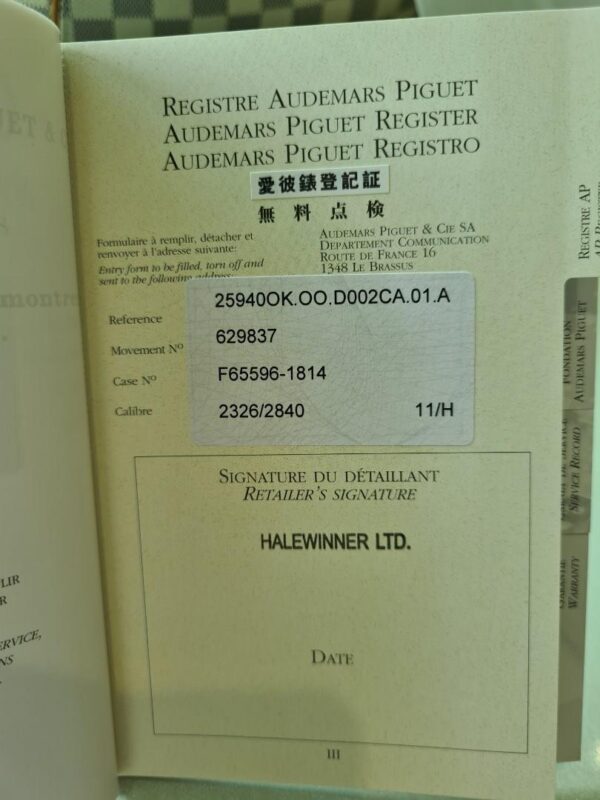 REGISTRE AUDEMARS PIGUET
AUDEMARS PIGUET REGISTER
AUDEMARS PIGUET REGISTRO
愛彼錶登記証
無料点検
Formulaire à remplir, détacher et
renvoyer à l'adresse suivante:
Entry form to be filled, torn off and
sent to the following address:
AUDEMARS PIGUET & CIE SA
DEPARTEMENT COMMUNICATION
ROUTE DE FRANCE 16
1348 LE BRASSUS
Reference 25940OK.OO.D002CA.01.A
Movement Nº 629837
Case Nº F65596-1814
Calibre 2326/2840 11/H
SIGNATURE DU DÉTAILLANT
RETAILER'S SIGNATURE
HALEWINNER LTD.
DATE
III
REGISTRE AP
FONDATION
AUDEMARS PIGUET
SERVICE RECORD
GARANTIE
WARRANTY